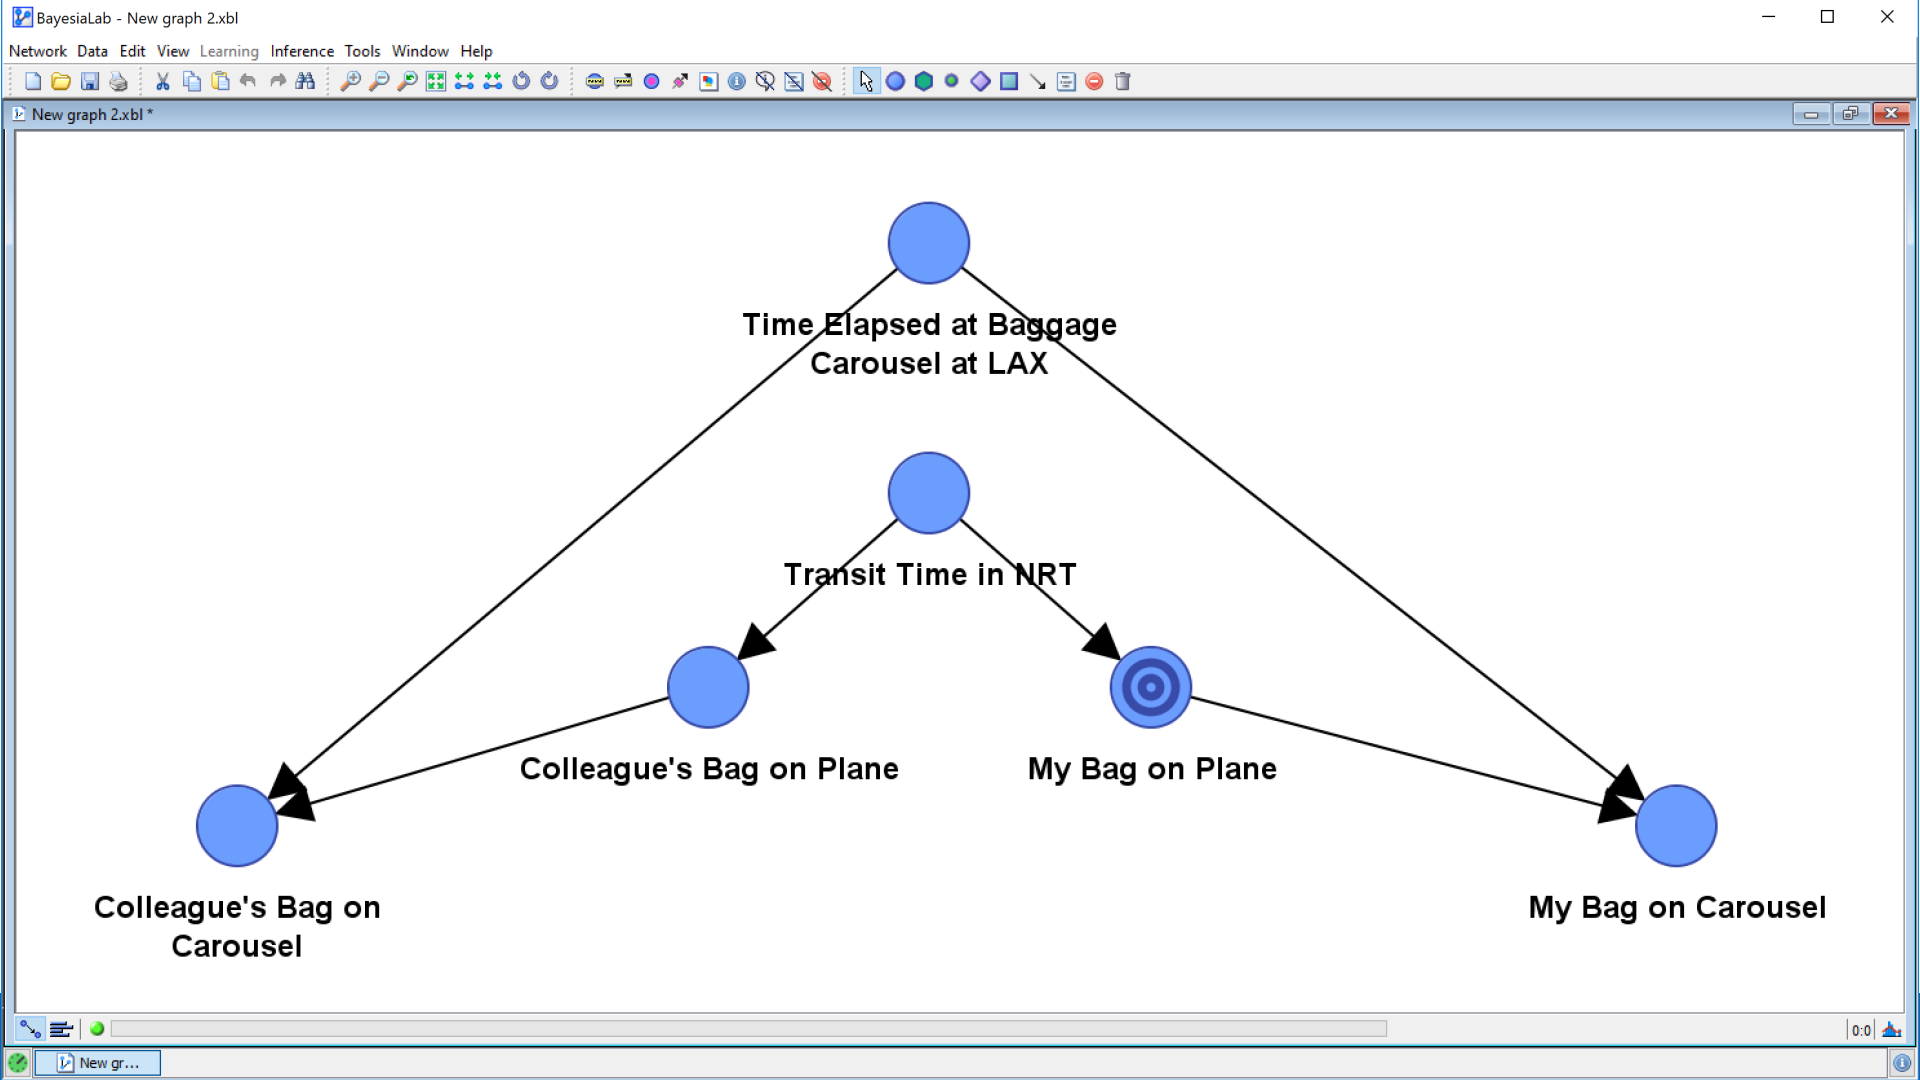 BayesiaLab - New graph 2.xbl
Network Data Edit View Learning Inference Tools Window Help
New graph 2.xbl *
Time Elapsed at Baggage
Carousel at LAX
Transit Time in NRT
Colleague's Bag on Plane
My Bag on Plane
Colleague's Bag on
Carousel
My Bag on Carousel
0:0
New gr...